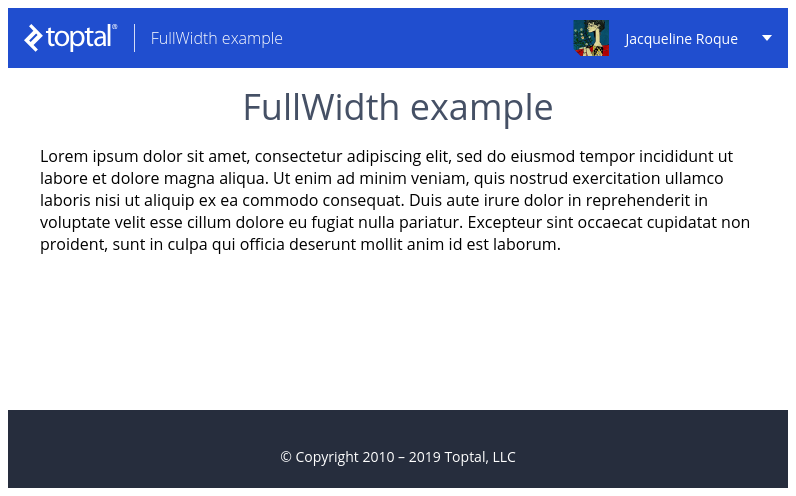 toptal®
FullWidth example
Jacqueline Roque
FullWidth example
Lorem ipsum dolor sit amet, consectetur adipiscing elit, sed do eiusmod tempor incididunt ut
labore et dolore magna aliqua. Ut enim ad minim veniam, quis nostrud exercitation ullamco
laboris nisi ut aliquip ex ea commodo consequat. Duis aute irure dolor in reprehenderit in
voluptate velit esse cillum dolore eu fugiat nulla pariatur. Excepteur sint occaecat cupidatat non
proident, sunt in culpa qui officia deserunt mollit anim id est laborum.
© Copyright 2010 – 2019 Toptal, LLC